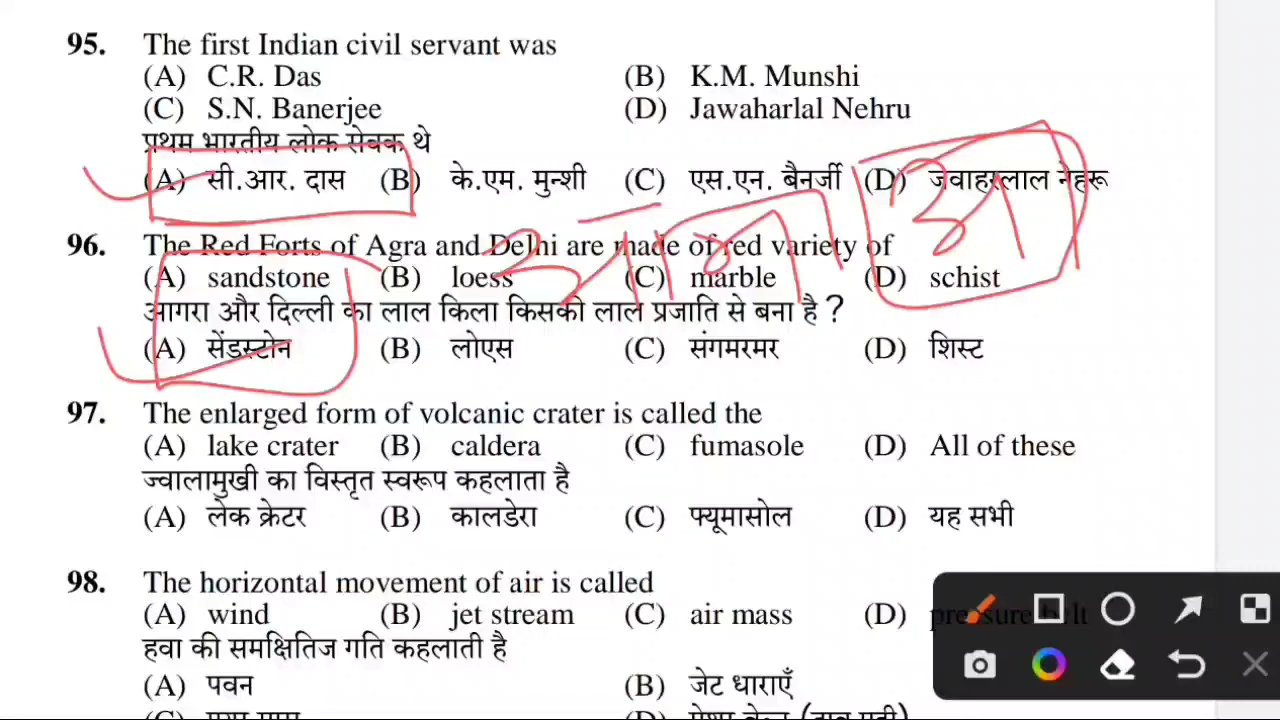 95. The first Indian civil servant was
(A) C.R. Das (B) K.M. Munshi
(C) S.N. Banerjee (D) Jawaharlal Nehru
प्रथम भारतीय लोक सेवक थे
(A) सी.आर. दास (B) के.एम. मुन्शी (C) एस.एन. बैनर्जी (D) जवाहरलाल नेहरू
96. The Red Forts of Agra and Delhi are made of red variety of
(A) sandstone (B) loess (C) marble (D) schist
आगरा और दिल्ली का लाल किला किसकी लाल प्रजाति से बना है ?
(A) सेंडस्टोन (B) लोएस (C) संगमरमर (D) शिस्ट
97. The enlarged form of volcanic crater is called the
(A) lake crater (B) caldera (C) fumasole (D) All of these
ज्वालामुखी का विस्तृत स्वरूप कहलाता है
(A) लेक क्रेटर (B) कालडेरा (C) फ्यूमासोल (D) यह सभी
98. The horizontal movement of air is called
(A) wind (B) jet stream (C) air mass (D) pressure belt
हवा की समक्षितिज गति कहलाती है
(A) पवन (B) जेट धाराएँ